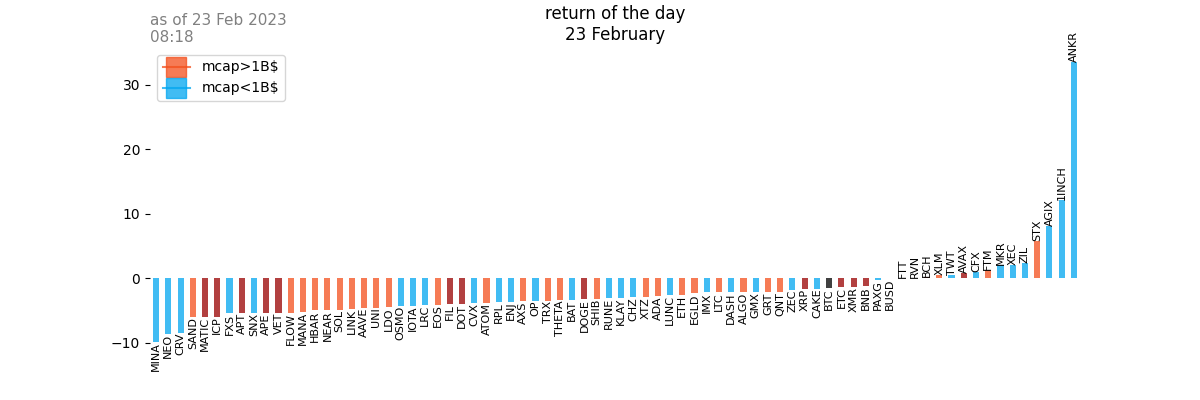 as of 23 Feb 2023
08:18
return of the day
23 February
mcap>1B$
mcap<1B$
30
20
10
0
−10
MINA
NEO
CRV
SAND
MATIC
ICP
FXS
APT
SNX
APE
VET
FLOW
MANA
HBAR
NEAR
SOL
LINK
AAVE
UNI
LDO
OSMO
IOTA
LRC
EOS
FIL
DOT
CVX
ATOM
RPL
ENJ
AXS
OP
TRX
THETA
BAT
DOGE
SHIB
RUNE
KLAY
CHZ
XTZ
ADA
LUNC
ETH
EGLD
IMX
LTC
DASH
ALGO
GMX
GRT
QNT
ZEC
XRP
CAKE
BTC
ETC
XMR
BNB
PAXG
BUSD
FTT
RVN
BCH
XLM
TWT
AVAX
CFX
FTM
MKR
XEC
ZIL
STX
AGIX
1INCH
ANKR